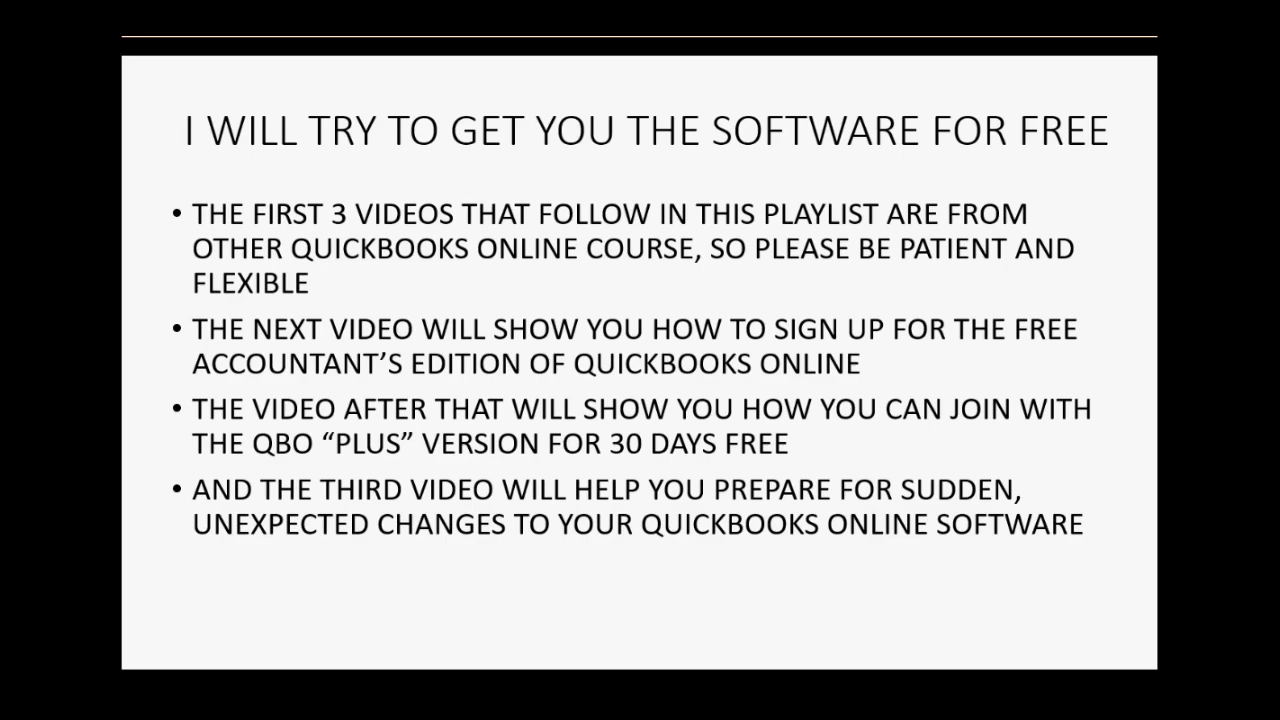 I WILL TRY TO GET YOU THE SOFTWARE FOR FREE
• THE FIRST 3 VIDEOS THAT FOLLOW IN THIS PLAYLIST ARE FROM
OTHER QUICKBOOKS ONLINE COURSE, SO PLEASE BE PATIENT AND
FLEXIBLE
• THE NEXT VIDEO WILL SHOW YOU HOW TO SIGN UP FOR THE FREE
ACCOUNTANT’S EDITION OF QUICKBOOKS ONLINE
• THE VIDEO AFTER THAT WILL SHOW YOU HOW YOU CAN JOIN WITH
THE QBO “PLUS” VERSION FOR 30 DAYS FREE
• AND THE THIRD VIDEO WILL HELP YOU PREPARE FOR SUDDEN,
UNEXPECTED CHANGES TO YOUR QUICKBOOKS ONLINE SOFTWARE